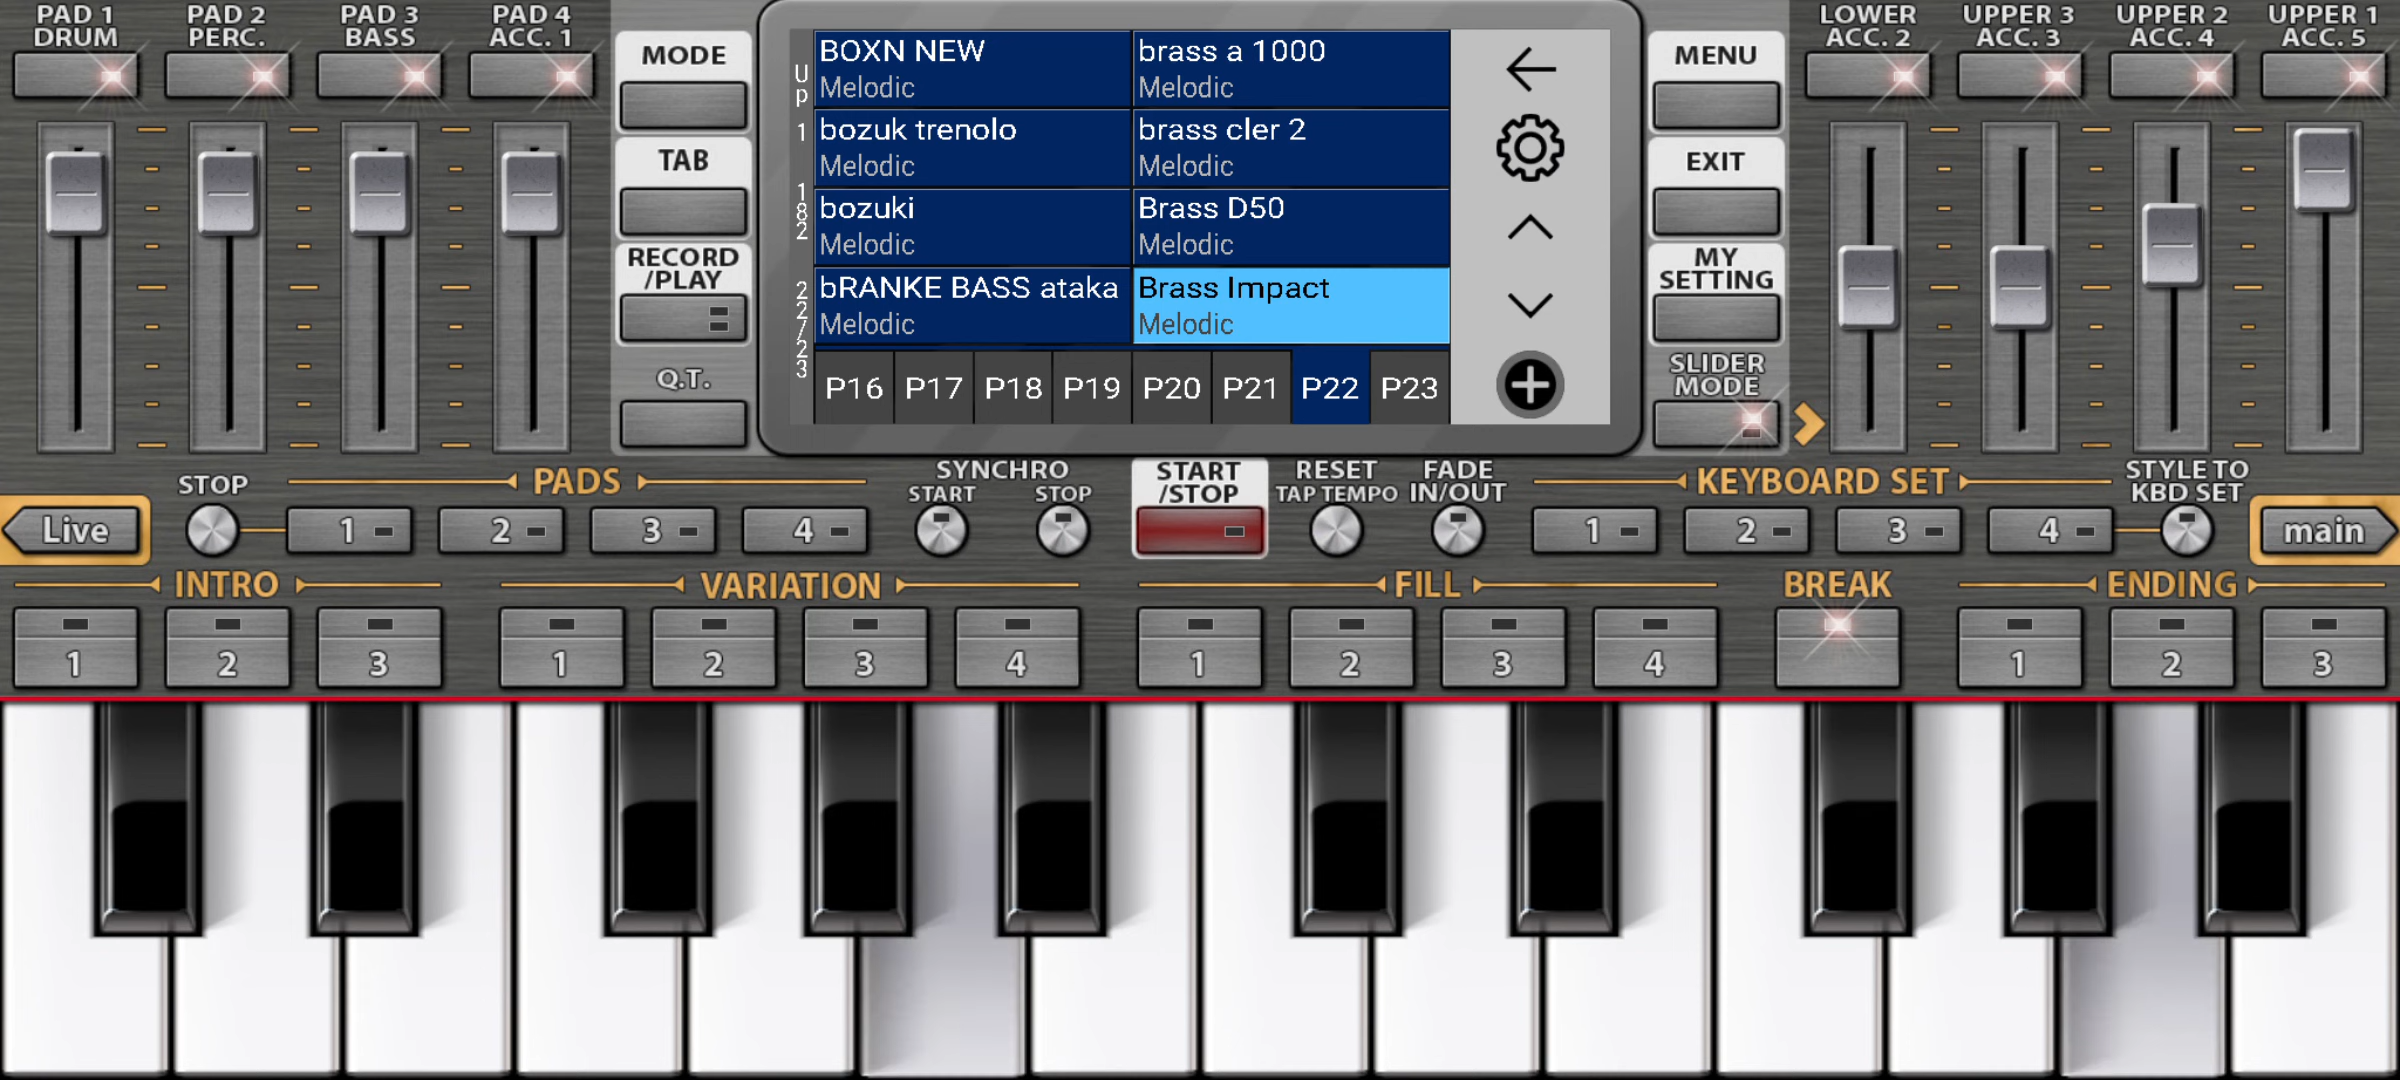 PAD 1
DRUM
PAD 2
PERC.
PAD 3
BASS
PAD 4
ACC. 1
MODE
TAB
RECORD
/PLAY
Q.T.
Up
1
182
227/223
BOXN NEW
Melodic
brass a 1000
Melodic
bozuk trenolo
Melodic
brass cler 2
Melodic
bozuki
Melodic
Brass D50
Melodic
bRANKE BASS ataka
Melodic
Brass Impact
Melodic
P16 P17 P18 P19 P20 P21 P22 P23
MENU
EXIT
MY
SETTING
SLIDER
MODE
LOWER
ACC. 2
UPPER 3
ACC. 3
UPPER 2
ACC. 4
UPPER 1
ACC. 5
Live
STOP
PADS
1 2 3 4
SYNCHRO
START STOP
START
/STOP
RESET
TAP TEMPO
FADE
IN/OUT
KEYBOARD SET
1 2 3 4
STYLE TO
KBD SET
main
INTRO
1 2 3
VARIATION
1 2 3 4
FILL
1 2 3 4
BREAK
ENDING
1 2 3